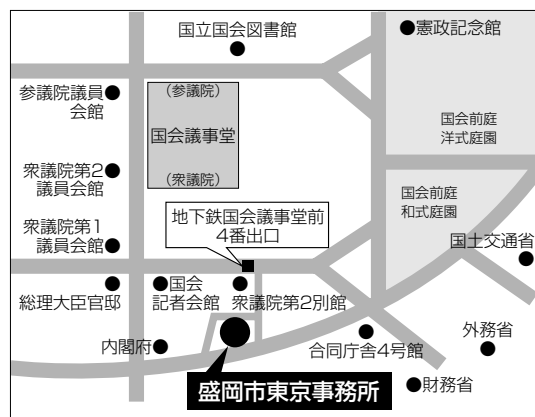 国立国会図書館
憲政記念館
参議院議員
会館
（参議院）
国会議事堂
（衆議院）
国会前庭
洋式庭園
衆議院第2
議員会館
国会前庭
和式庭園
衆議院第1
議員会館
地下鉄国会議事堂前
4番出口
国土交通省
総理大臣官邸
国会
記者会館
衆議院第2別館
内閣府
合同庁舎4号館
外務省
財務省
盛岡市東京事務所